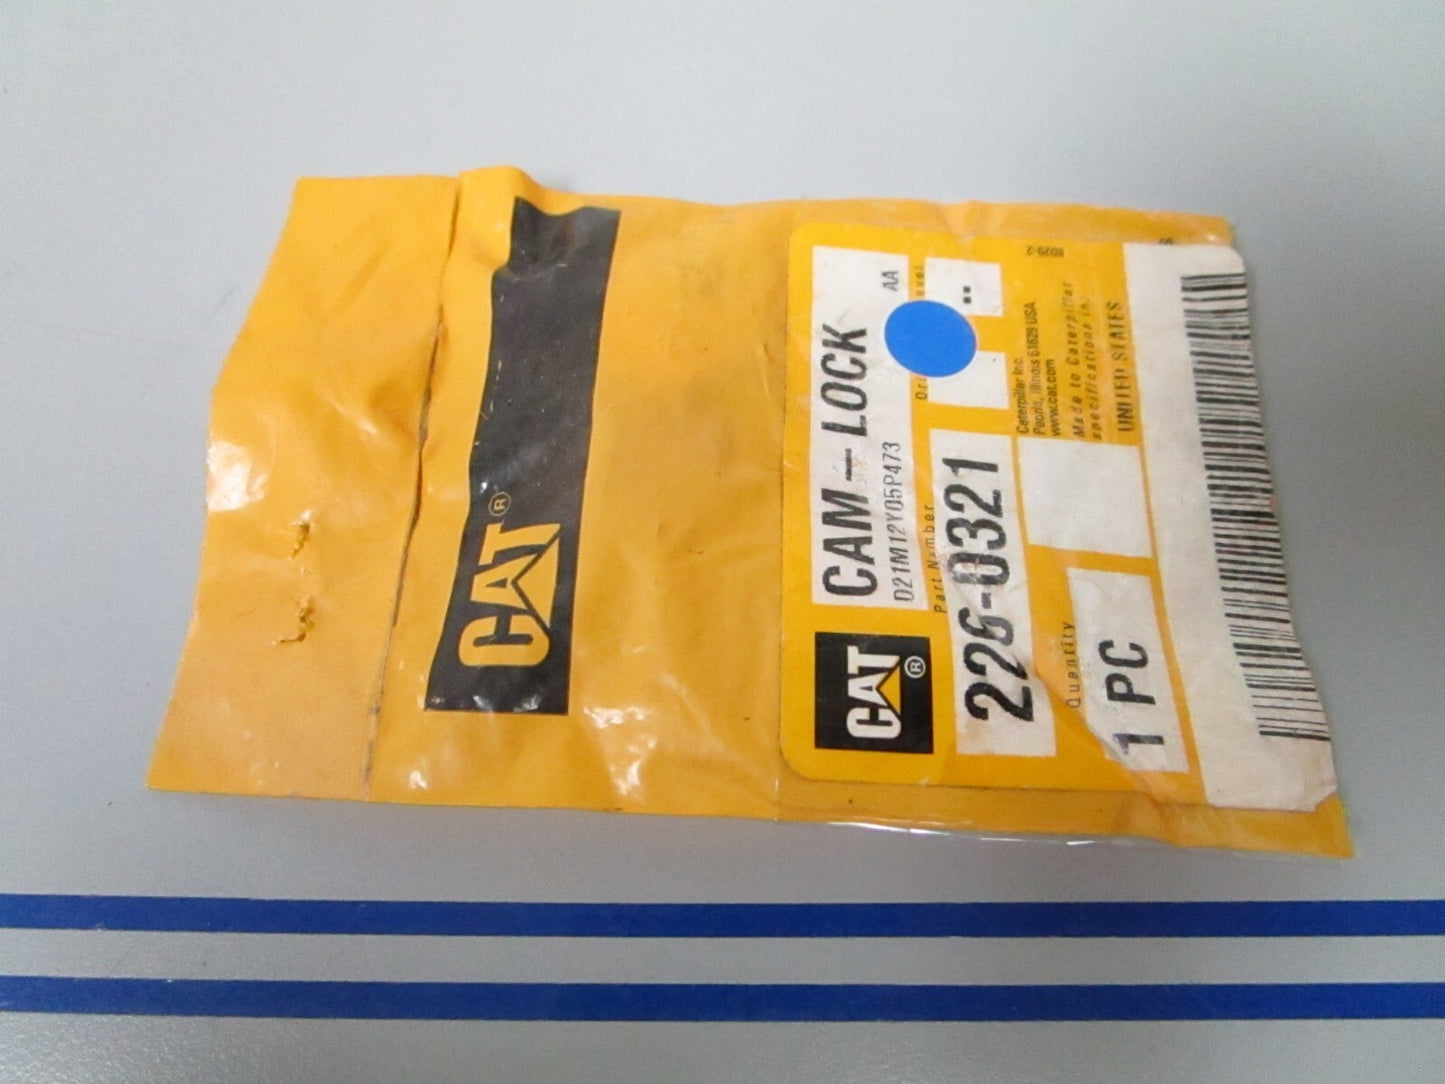 CAT®
CAM-LOCK
AA
D21M12Y05P473
Part Number
226-0321
Quantity
1 PC
CAT®
Caterpillar Inc.
Peoria, Illinois 61629 USA
www.cat.com
Made to Caterpillar
specifications in.
UNITED STATES